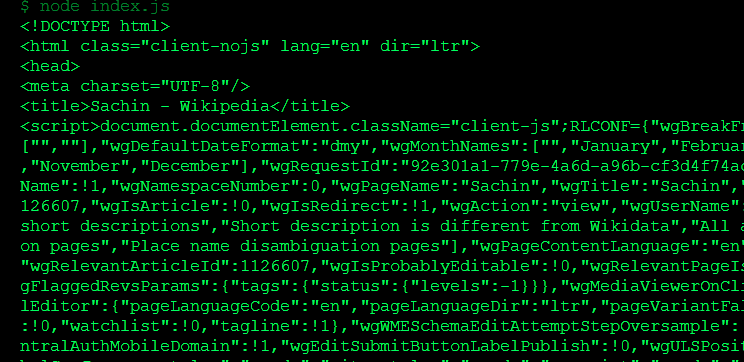 $ node index.js
<!DOCTYPE html>
<html class="client-nojs" lang="en" dir="ltr">
<head>
<meta charset="UTF-8"/>
<title>Sachin - Wikipedia</title>
<script>document.documentElement.className="client-js";RLCONF={"wgBreakFr
["",""],"wgDefaultDateFormat":"dmy","wgMonthNames":["","January","Februar
,"November","December"],"wgRequestId":"92e301a1-779e-4a6d-a96b-cf3d4f74ad
Name":!1,"wgNamespaceNumber":0,"wgPageName":"Sachin","wgTitle":"Sachin","
126607,"wgIsArticle":!0,"wgIsRedirect":!1,"wgAction":"view","wgUserName":
short descriptions","Short description is different from Wikidata","All a
on pages","Place name disambiguation pages"],"wgPageContentLanguage":"en"
"wgRelevantArticleId":1126607,"wgIsProbablyEditable":!0,"wgRelevantPageIs
gFlaggedRevsParams":{"tags":{"status":{"levels":-1}}},"wgMediaViewerOnCli
lEditor":{"pageLanguageCode":"en","pageLanguageDir":"ltr","pageVariantFal
:!0,"watchlist":!0,"tagline":!1},"wgWMESchemaEditAttemptStepOversample":
ntralAuthMobileDomain":!1,"wgEditSubmitButtonLabelPublish":!0,"wgULSPosit